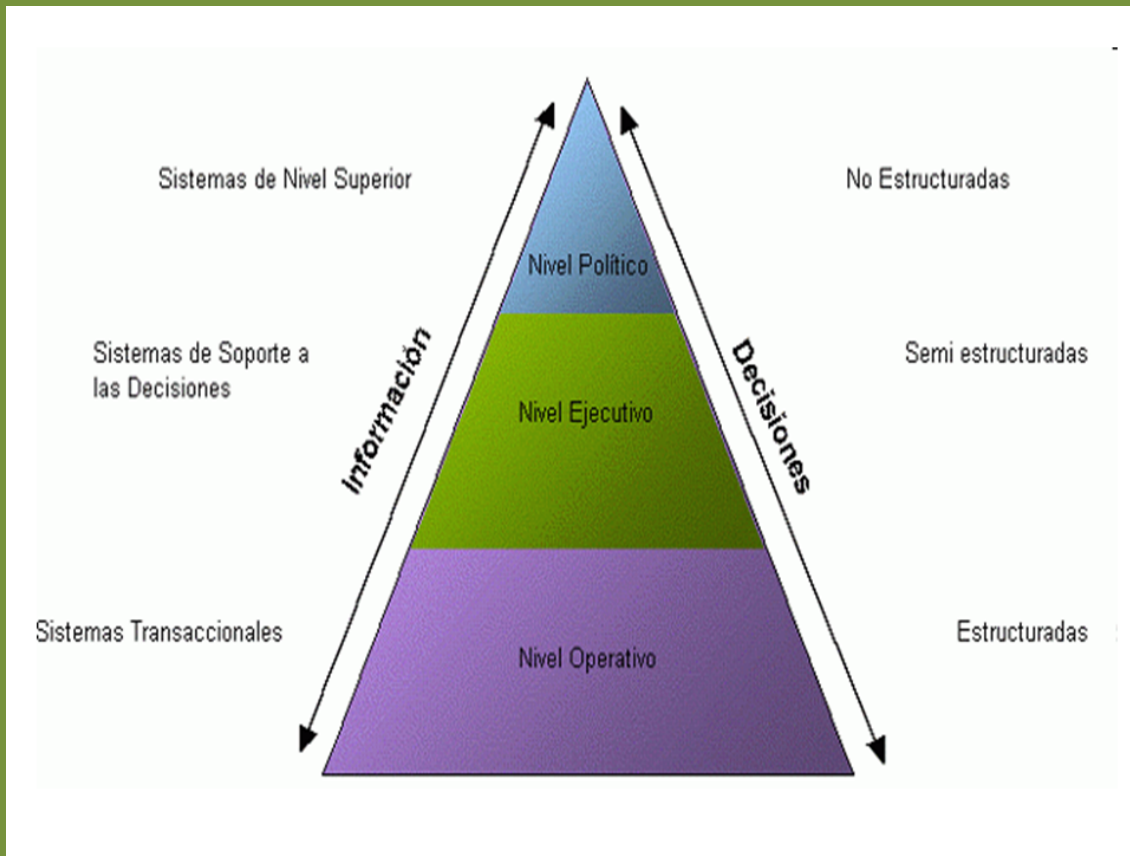 Sistemas de Nivel Superior
No Estructuradas
Nivel Político
Sistemas de Soporte a
las Decisiones
Información
Nivel Ejecutivo
Decisiones
Semi estructuradas
Sistemas Transaccionales
Nivel Operativo
Estructuradas